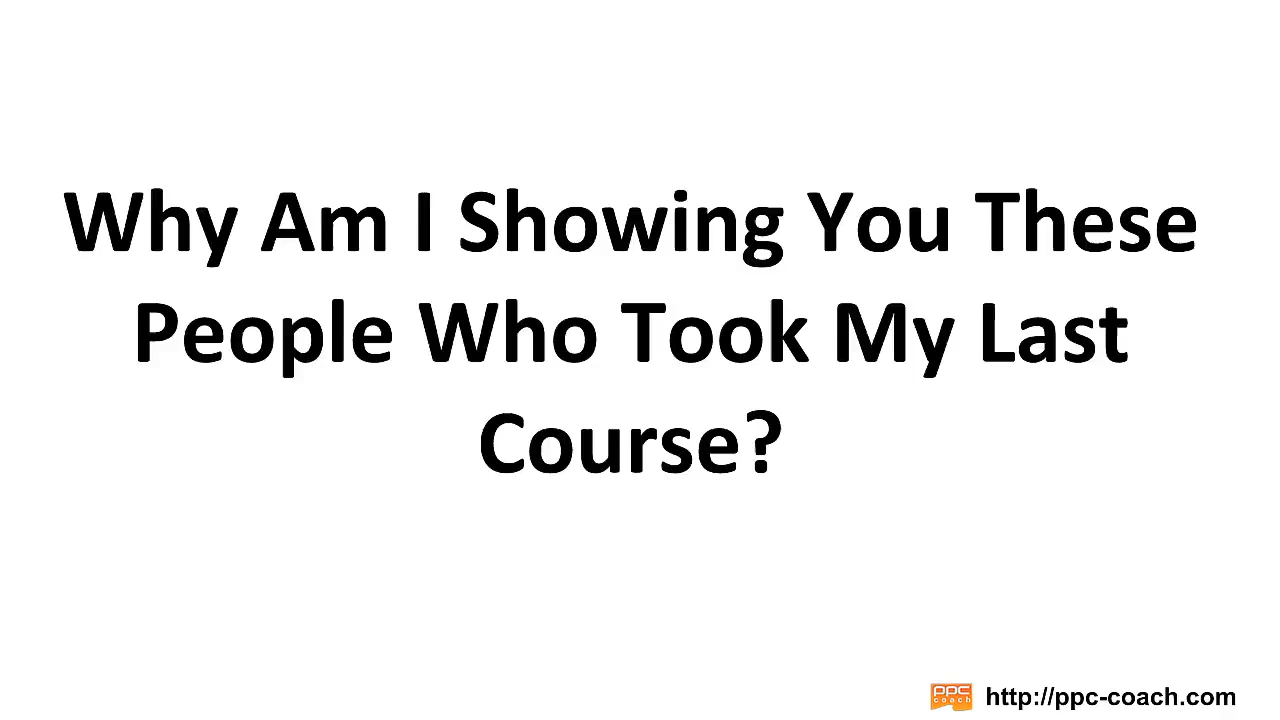 Why Am I Showing You These
People Who Took My Last
Course?
PPC
coach
http://ppc-coach.com